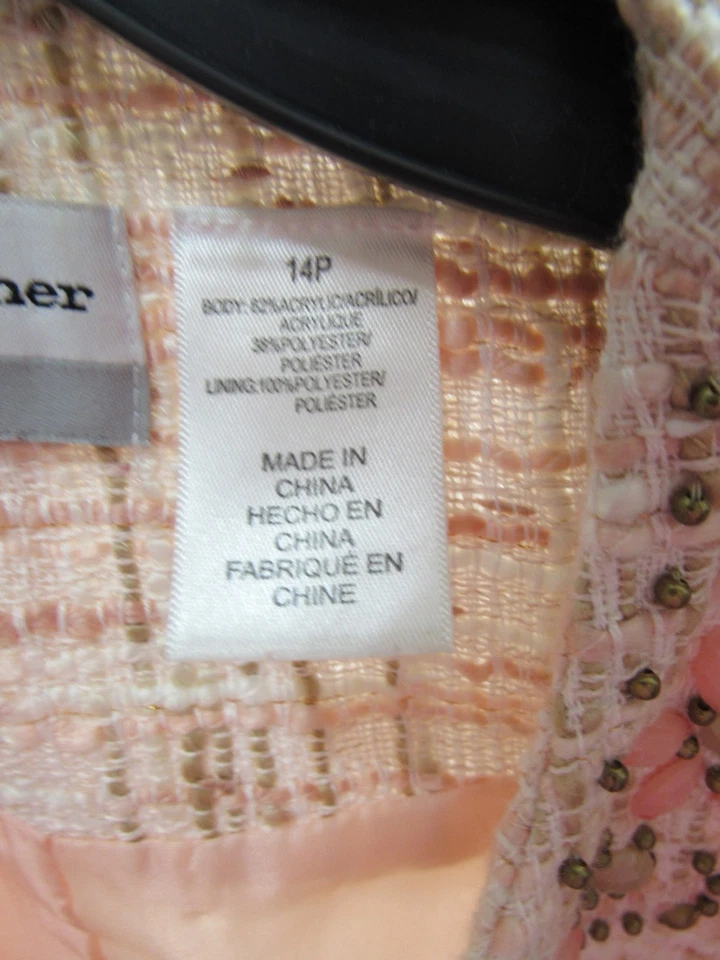 ner
14P
BODY: 62%ACRYLIC/ACRÍLICO/
ACRYLIQUE
38%POLYESTER/
POLIÉSTER
LINING:100%POLYESTER/
POLIÉSTER
MADE IN
CHINA
HECHO EN
CHINA
FABRIQUÉ EN
CHINE